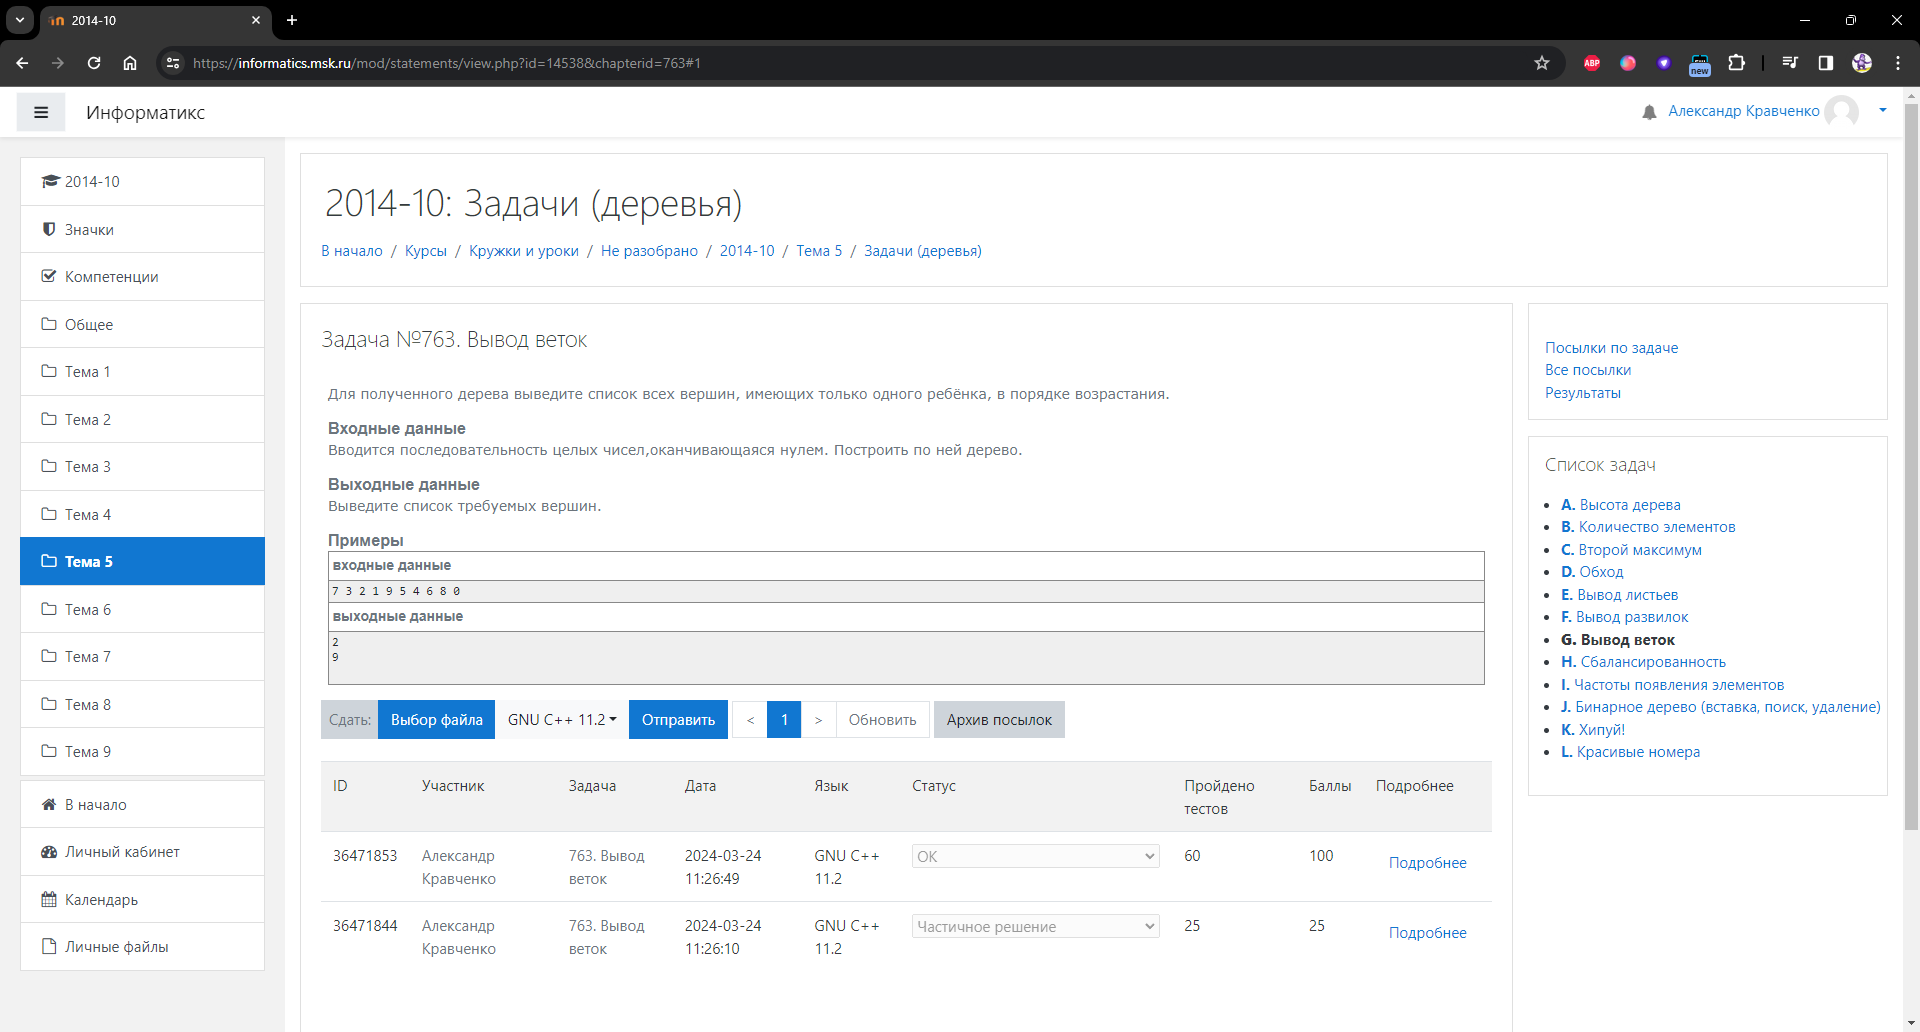 2014-10
https://informatics.msk.ru/mod/statements/view.php?id=14538&chapterid=763#1
ABP
new
Информатикс
Александр Кравченко
2014-10
Значки
Компетенции
Общее
Тема 1
Тема 2
Тема 3
Тема 4
Тема 5
Тема 6
Тема 7
Тема 8
Тема 9
В начало
Личный кабинет
Календарь
Личные файлы
2014-10: Задачи (деревья)
В начало / Курсы / Кружки и уроки / Не разобрано / 2014-10 / Тема 5 / Задачи (деревья)
Задача №763. Вывод веток
Для полученного дерева выведите список всех вершин, имеющих только одного ребёнка, в порядке возрастания.
Входные данные
Вводится последовательность целых чисел,оканчивающаяся нулем. Построить по ней дерево.
Выходные данные
Выведите список требуемых вершин.
Примеры
входные данные
7 3 2 1 9 5 4 6 8 0
выходные данные
2
9
Сдать: Выбор файла GNU C++ 11.2 Отправить < 1 > Обновить Архив посылок
ID Участник Задача Дата Язык Статус Пройдено тестов Баллы Подробнее
36471853 Александр Кравченко 763. Вывод веток 2024-03-24 11:26:49 GNU C++ 11.2 OK 60 100 Подробнее
36471844 Александр Кравченко 763. Вывод веток 2024-03-24 11:26:10 GNU C++ 11.2 Частичное решение 25 25 Подробнее
Посылки по задаче
Все посылки
Результаты
Список задач
A. Высота дерева
B. Количество элементов
C. Второй максимум
D. Обход
E. Вывод листьев
F. Вывод развилок
G. Вывод веток
H. Сбалансированность
I. Частоты появления элементов
J. Бинарное дерево (вставка, поиск, удаление)
K. Хипуй!
L. Красивые номера